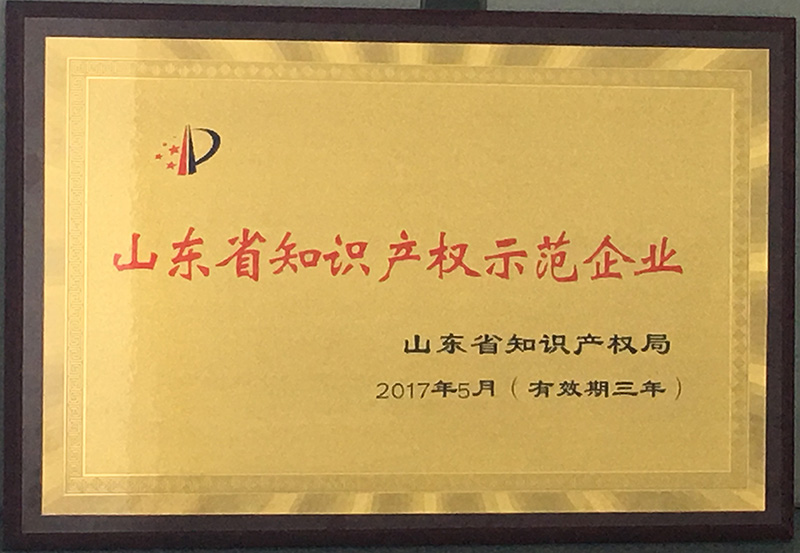 山东省知识产权示范企业
山东省知识产权局
2017年5月（有效期三年）